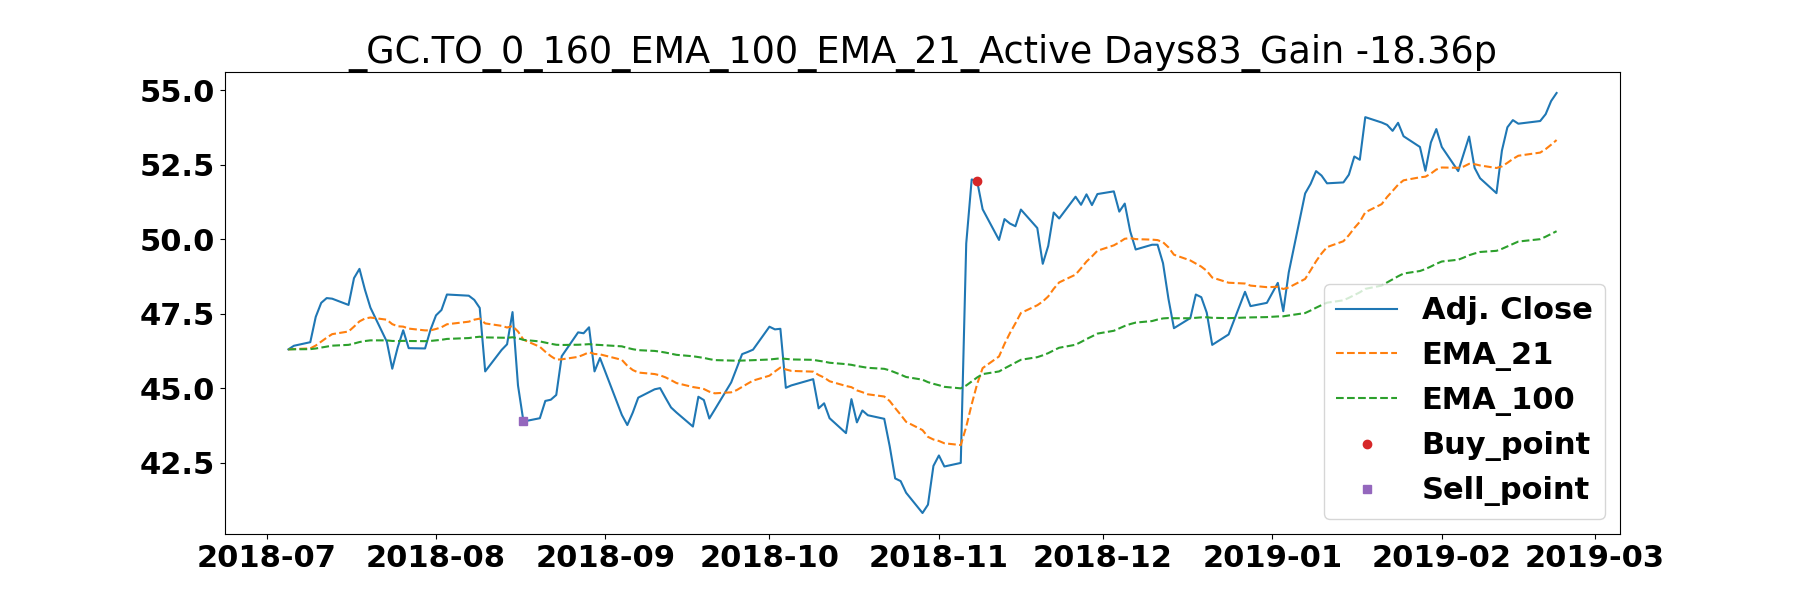 _GC.TO_0_160_EMA_100_EMA_21_Active Days83_Gain -18.36p
55.0
52.5
50.0
47.5
45.0
42.5
Adj. Close
EMA_21
EMA_100
Buy_point
Sell_point
2018-07 2018-08 2018-09 2018-10 2018-11 2018-12 2019-01 2019-02 2019-03